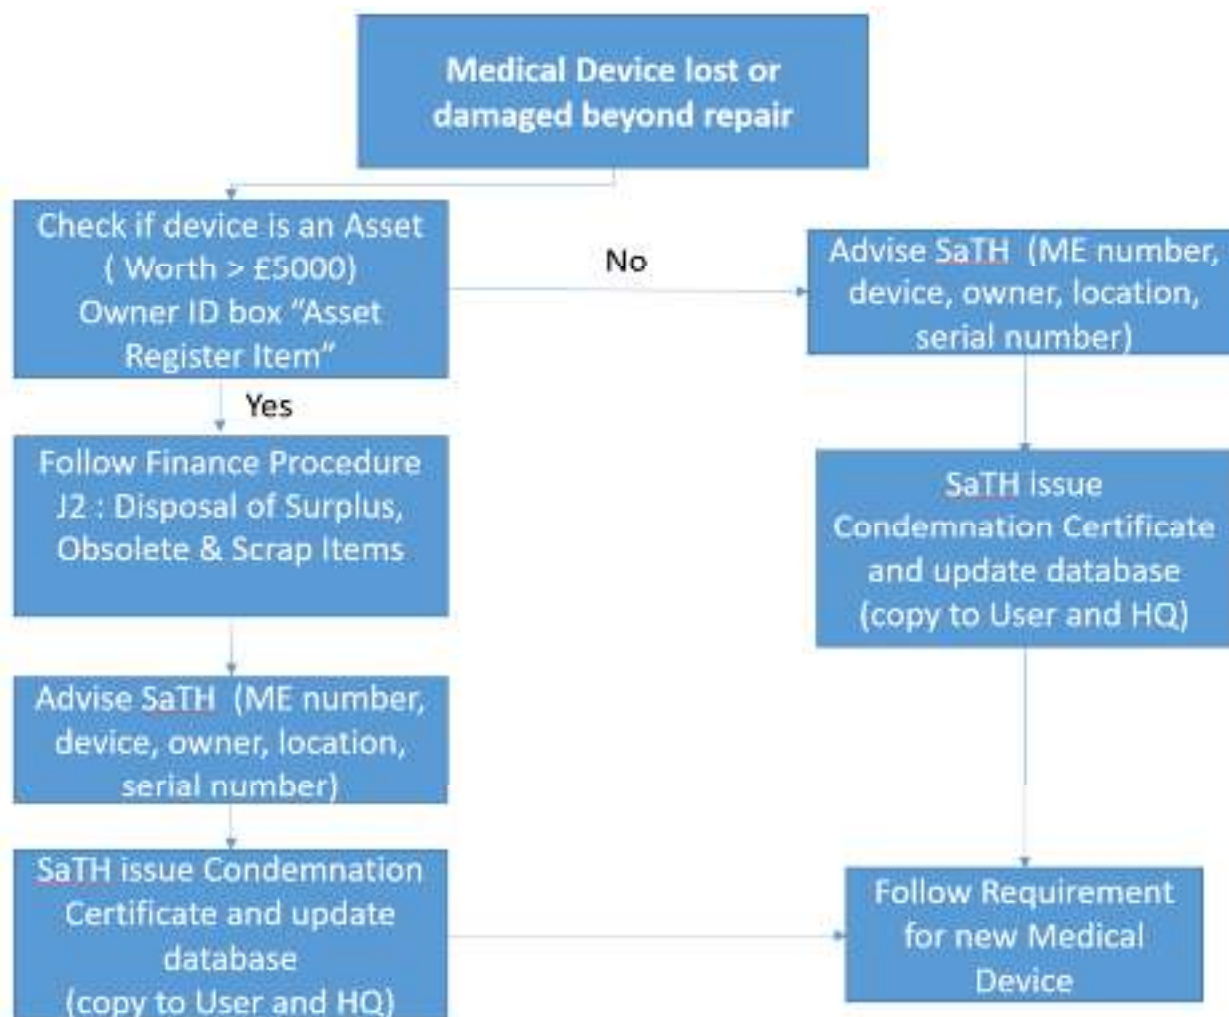 Medical Device lost or
damaged beyond repair
Check if device is an Asset
( Worth > £5000)
Owner ID box “Asset
Register Item”
No
Advise SaTH (ME number,
device, owner, location,
serial number)
Yes
Follow Finance Procedure
J2 : Disposal of Surplus,
Obsolete & Scrap Items
SaTH issue
Condemnation Certificate
and update database
(copy to User and HQ)
Advise SaTH (ME number,
device, owner, location,
serial number)
SaTH issue Condemnation
Certificate and update
database
(copy to User and HQ)
Follow Requirement
for new Medical
Device